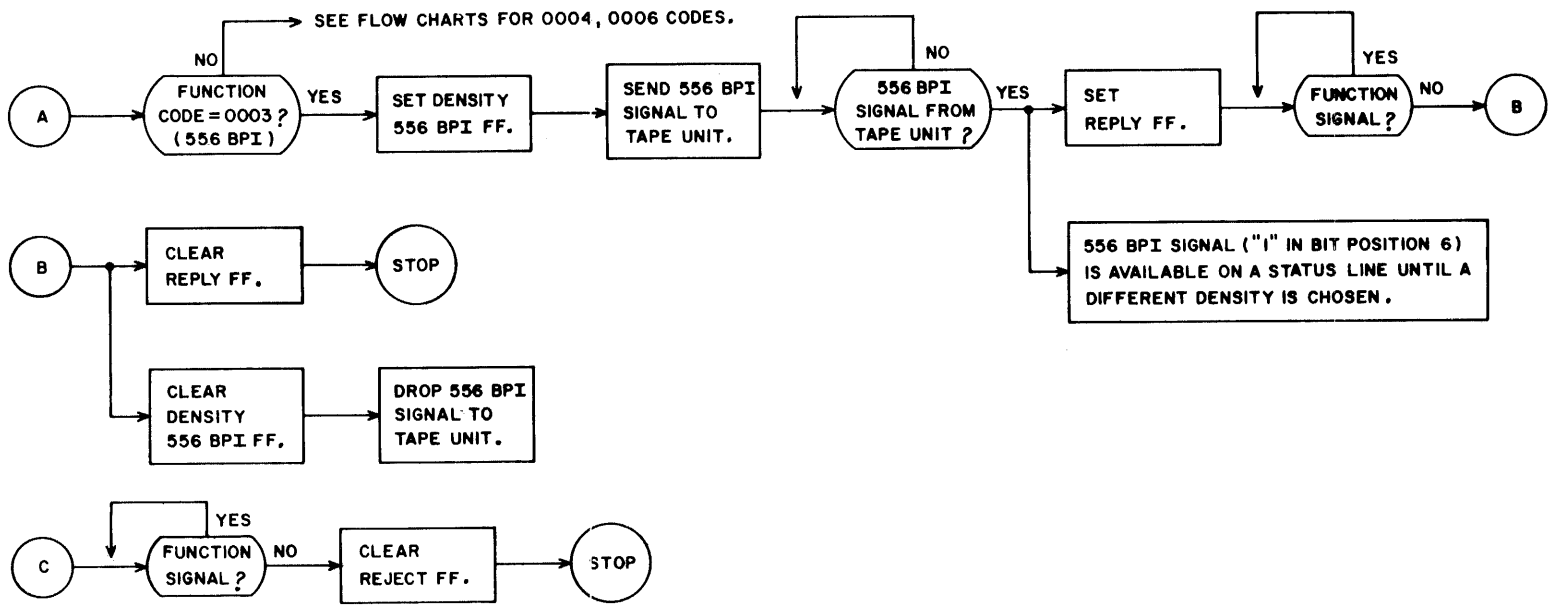 SEE FLOW CHARTS FOR 0004, 0006 CODES.
NO
A
FUNCTION
CODE = 0003?
(556 BPI)
YES
SET DENSITY
556 BPI FF.
SEND 556 BPI
SIGNAL TO
TAPE UNIT.
NO
556 BPI
SIGNAL FROM
TAPE UNIT?
YES
SET
REPLY FF.
YES
FUNCTION
SIGNAL?
NO
B
556 BPI SIGNAL ("1" IN BIT POSITION 6)
IS AVAILABLE ON A STATUS LINE UNTIL A
DIFFERENT DENSITY IS CHOSEN.
B
CLEAR
REPLY FF.
STOP
CLEAR
DENSITY
556 BPI FF.
DROP 556 BPI
SIGNAL TO
TAPE UNIT.
C
YES
FUNCTION
SIGNAL?
NO
CLEAR
REJECT FF.
STOP